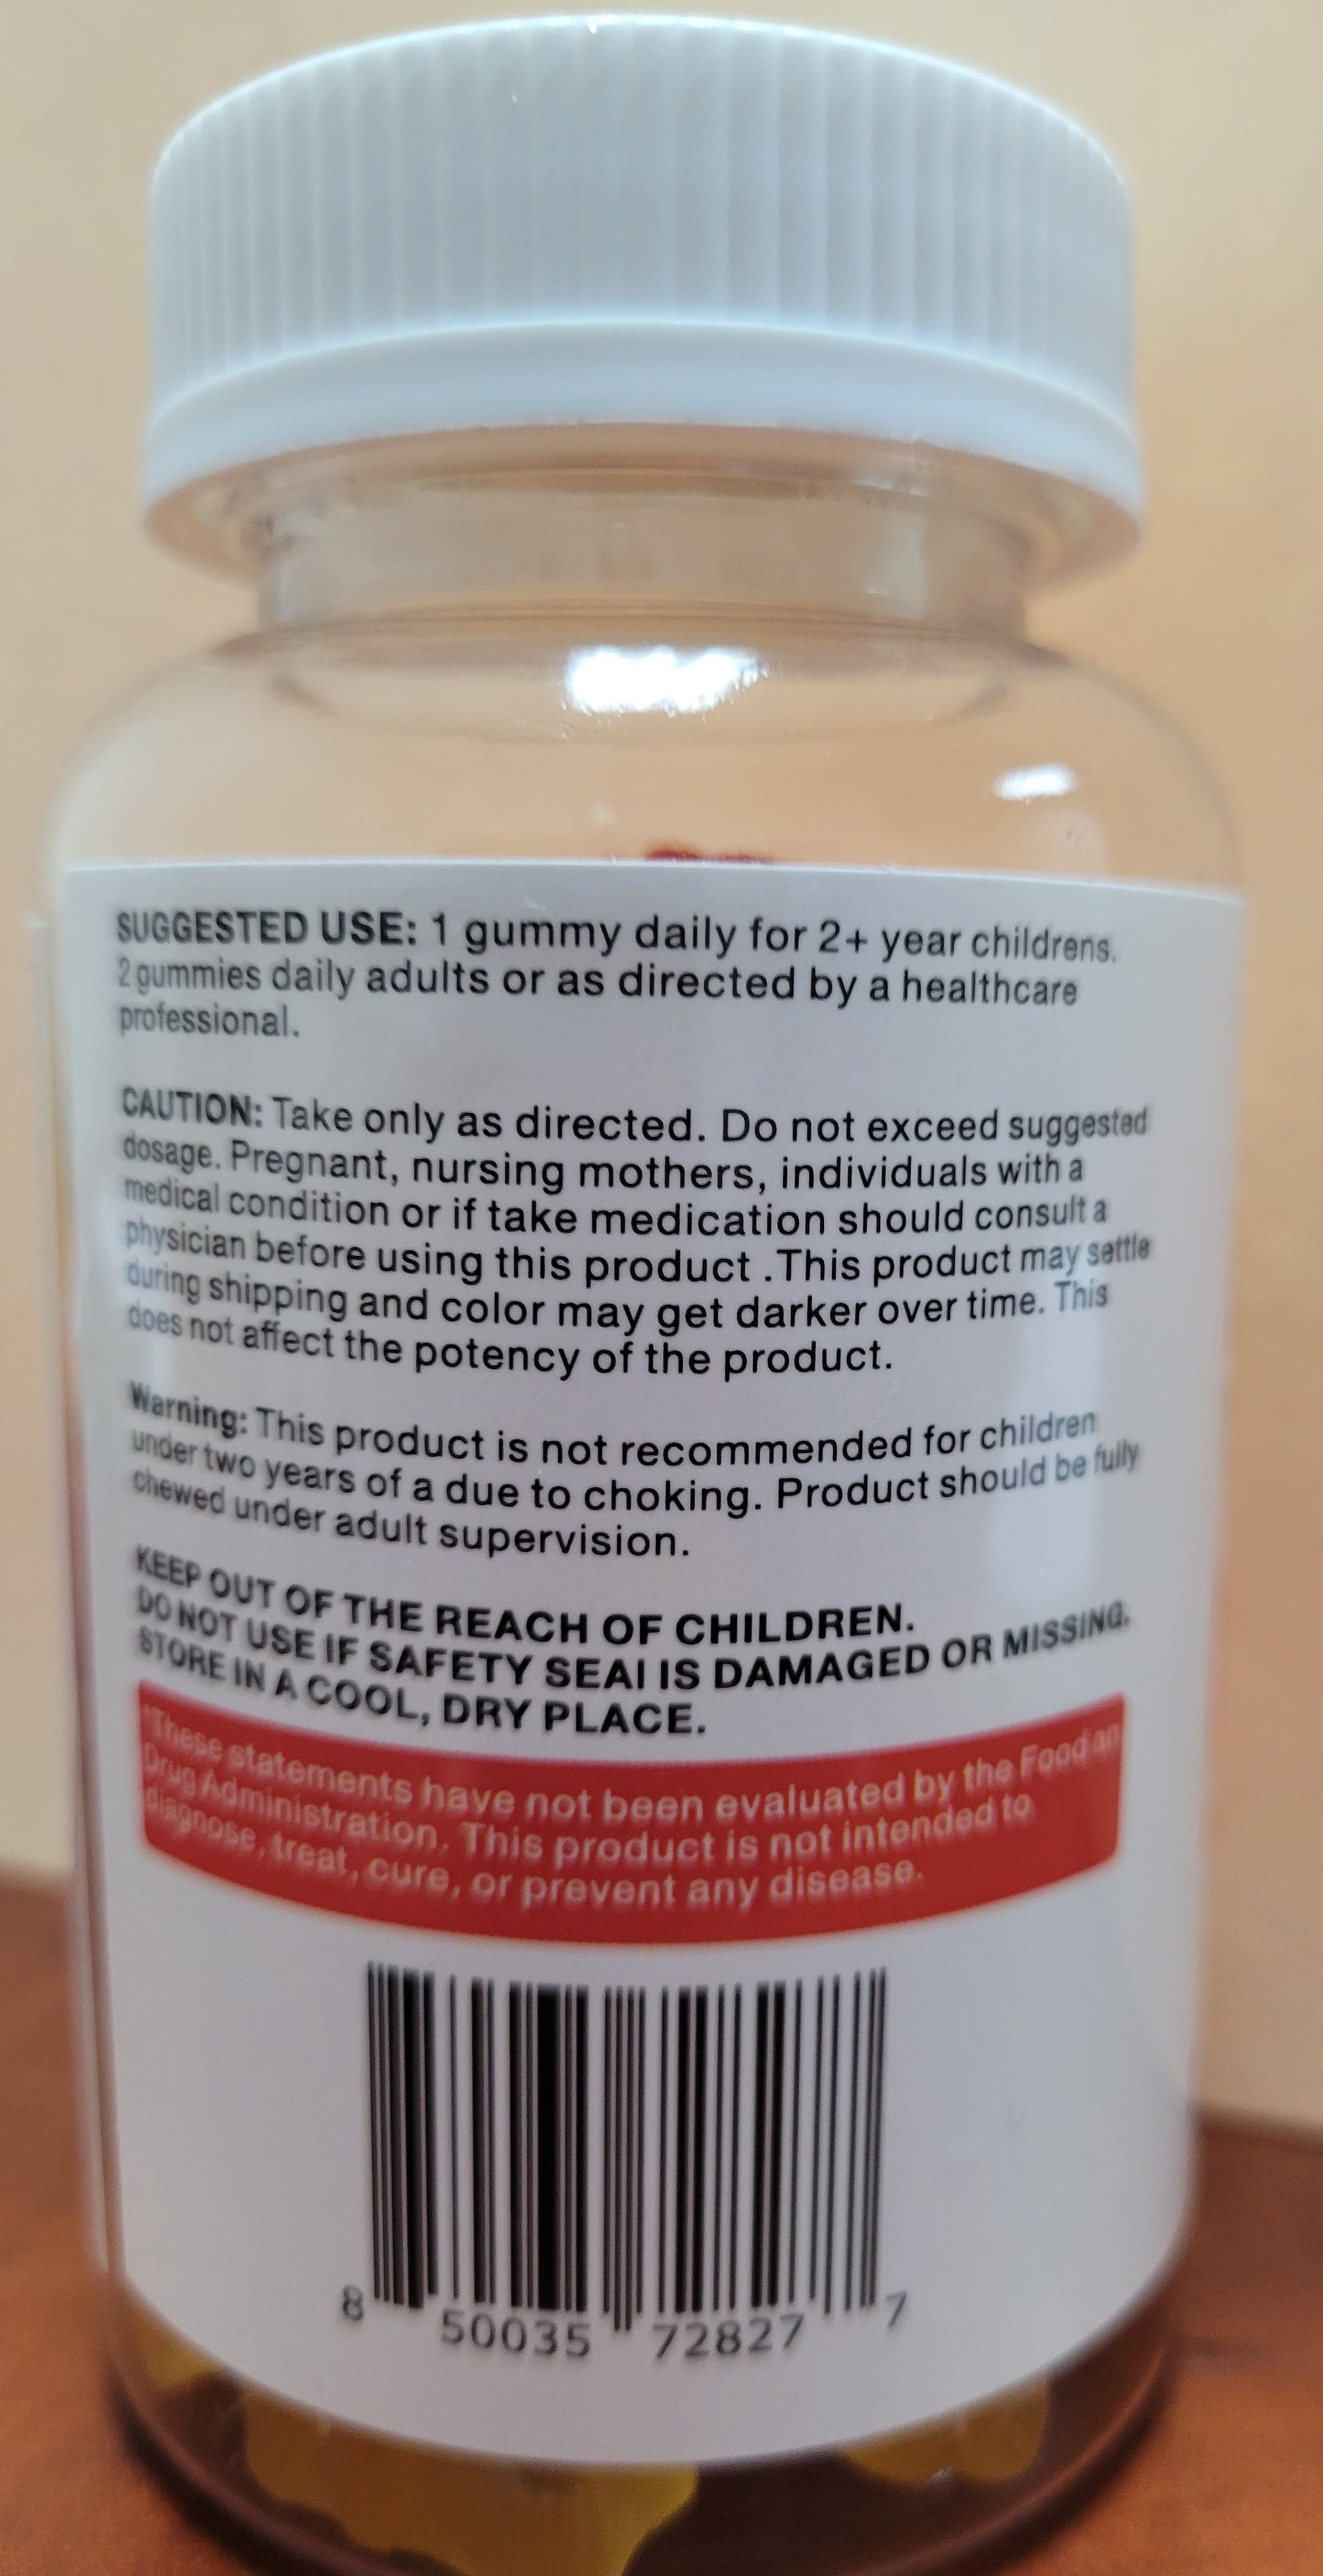 SUGGESTED USE: 1 gummy daily for 2+ year childrens.
2 gummies daily adults or as directed by a healthcare
professional.
CAUTION: Take only as directed. Do not exceed suggested
dosage. Pregnant, nursing mothers, individuals with a
medical condition or if take medication should consult a
physician before using this product .This product may settle
during shipping and color may get darker over time. This
does not affect the potency of the product.
Warning: This product is not recommended for children
under two years of a due to choking. Product should be fully
chewed under adult supervision.
KEEP OUT OF THE REACH OF CHILDREN.
DO NOT USE IF SAFETY SEAI IS DAMAGED OR MISSING.
STORE IN A COOL, DRY PLACE.
*These statements have not been evaluated by the Food an
Drug Administration. This product is not intended to
diagnose, treat, cure, or prevent any disease.
8 50035 72827 7